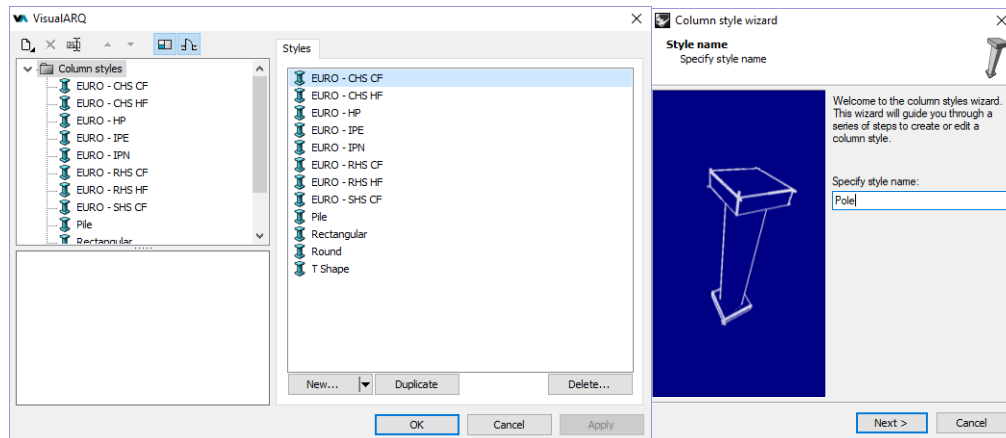 VisualARQ
Column styles
EURO - CHS CF
EURO - CHS HF
EURO - HP
EURO - IPE
EURO - IPN
EURO - RHS CF
EURO - RHS HF
EURO - SHS CF
Pile
Rectangular
Styles
EURO - CHS CF
EURO - CHS HF
EURO - HP
EURO - IPE
EURO - IPN
EURO - RHS CF
EURO - RHS HF
EURO - SHS CF
Pile
Rectangular
Round
T Shape
New...
Duplicate
Delete...
OK
Cancel
Apply
Column style wizard
Style name
Specify style name
Welcome to the column styles wizard.
This wizard will guide you through a
series of steps to create or edit a
column style.
Specify style name:
Pole
Next >
Cancel